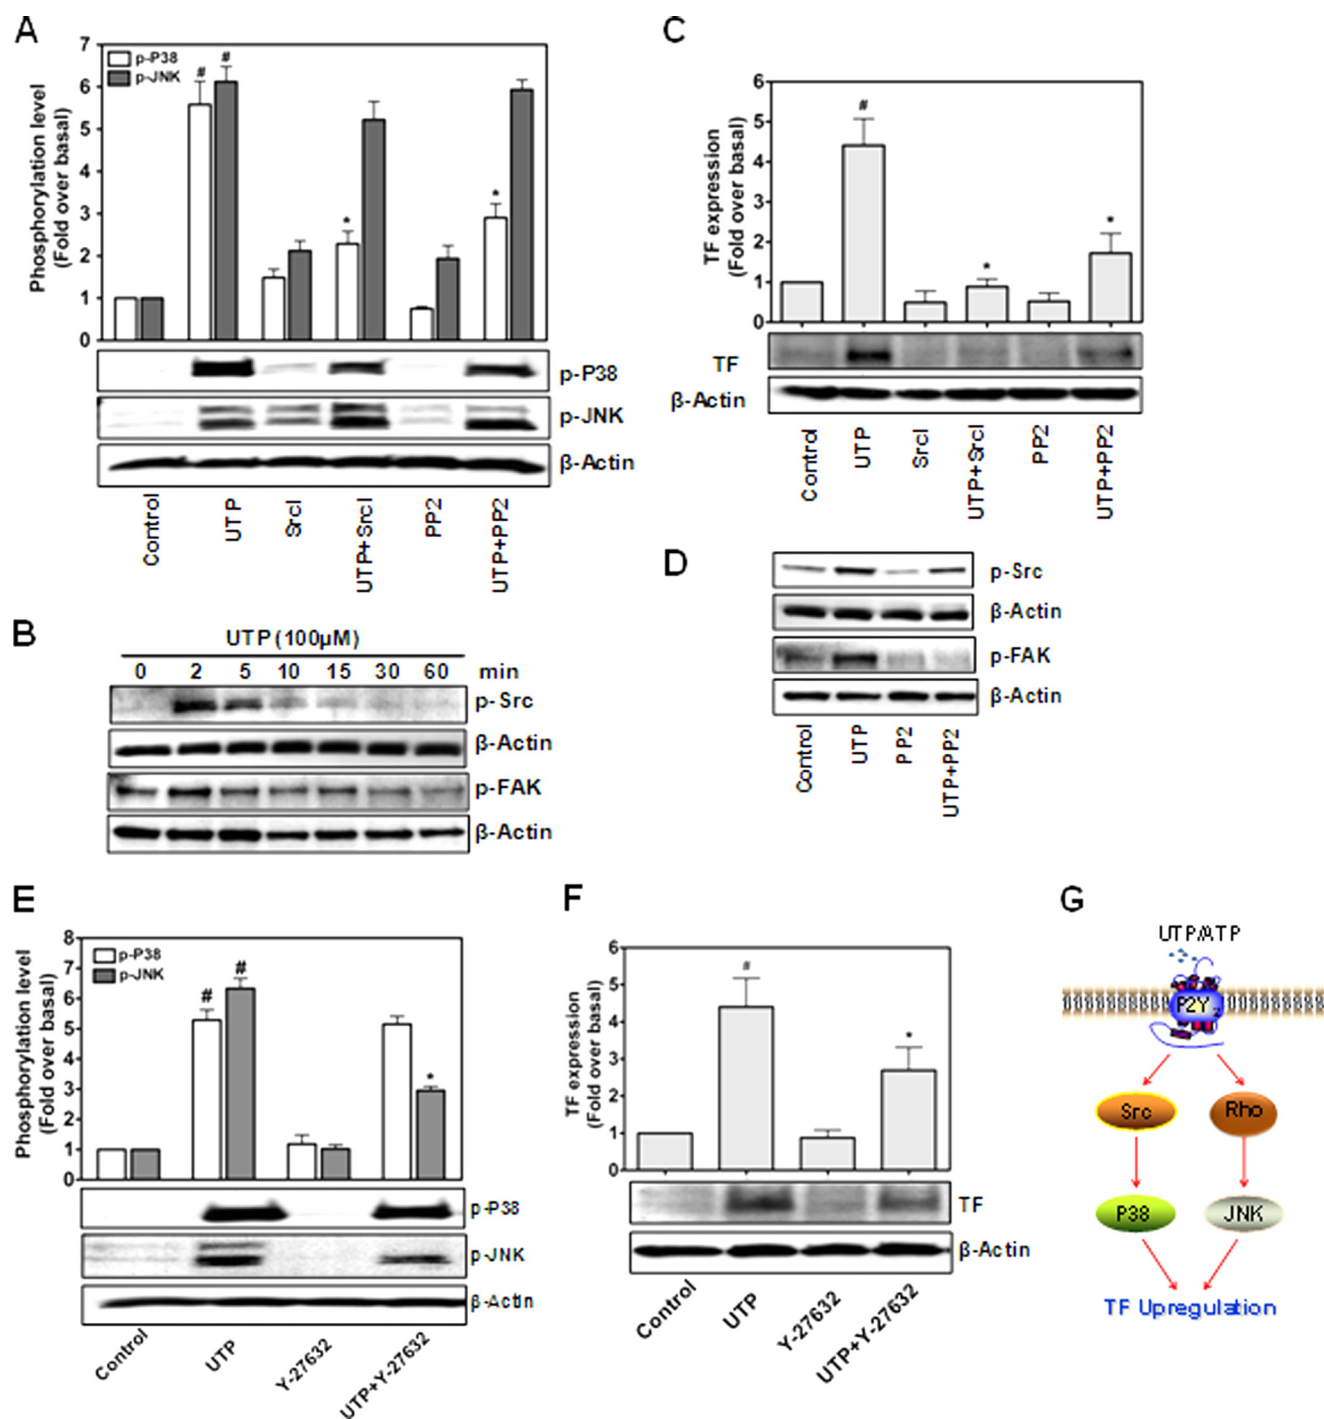 A
Phosphorylation level
(Fold over basal)
7
6
5
4
3
2
1
0
p-P38
p-JNK
# #
*
*
p-P38
p-JNK
β-Actin
Control
UTP
SrcI
UTP+SrcI
PP2
UTP+PP2
B
UTP (100µM)
0 2 5 10 15 30 60 min
p-Src
β-Actin
p-FAK
β-Actin
C
TF expression
(Fold over basal)
6
5
4
3
2
1
0
#
*
*
TF
β-Actin
Control
UTP
SrcI
UTP+SrcI
PP2
UTP+PP2
D
p-Src
β-Actin
p-FAK
β-Actin
Control
UTP
PP2
UTP+PP2
E
Phosphorylation level
(Fold over basal)
8
7
6
5
4
3
2
1
0
p-P38
p-JNK
# #
*
p-P38
p-JNK
β-Actin
Control
UTP
Y-27632
UTP+Y-27632
F
TF expression
(Fold over basal)
6
5
4
3
2
1
0
#
*
TF
β-Actin
Control
UTP
Y-27632
UTP+Y-27632
G
UTP/ATP
P2Y2
Src Rho
P38 JNK
TF Upregulation